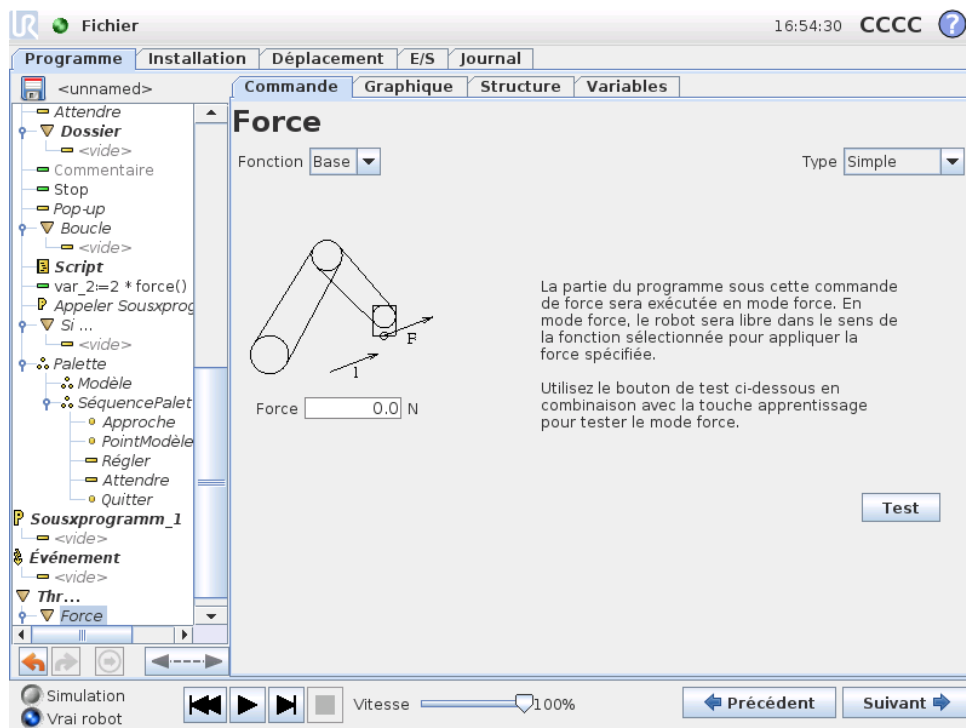 UR Fichier 16:54:30 CCCC ?
Programme Installation Déplacement E/S Journal
<unnamed>
Commande Graphique Structure Variables
Attendre
Dossier
<vide>
Commentaire
Stop
Pop-up
Boucle
<vide>
Script
var_2:=2 * force()
Appeler Sousxprog
Si ...
<vide>
Palette
Modèle
SéquencePalet
Approche
PointModèle
Régler
Attendre
Quitter
Sousxprogramm_1
<vide>
Événement
<vide>
Thr...
Force
Force
Fonction Base Type Simple
F
1
Force 0.0 N
La partie du programme sous cette commande
de force sera exécutée en mode force. En
mode force, le robot sera libre dans le sens de
la fonction sélectionnée pour appliquer la
force spécifiée.
Utilisez le bouton de test ci-dessous en
combinaison avec la touche apprentissage
pour tester le mode force.
Test
Simulation
Vrai robot
Vitesse 100%
Précédent Suivant